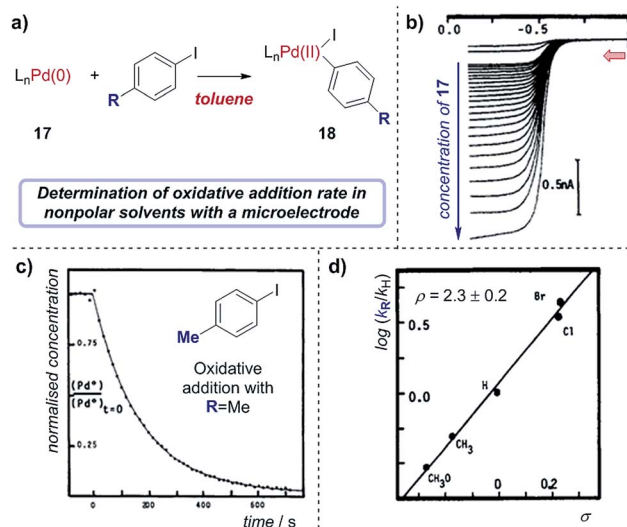 a)
LnPd(0) + I R
toluene
LnPd(II) I R
17 18
Determination of oxidative addition rate in
nonpolar solvents with a microelectrode
b)
0.0 -0.5
concentration of 17
0.5nA
c)
normalised concentration
I
Me
0.75
Oxidative
addition with
R=Me
(Pd°)
(Pd°)t=0
0.25
0 200 400 600
time / s
d)
log (kR/kH)
ρ = 2.3 ± 0.2
Br
0.5
Cl
H
0.0
CH3
CH3O
0 0.2
σ